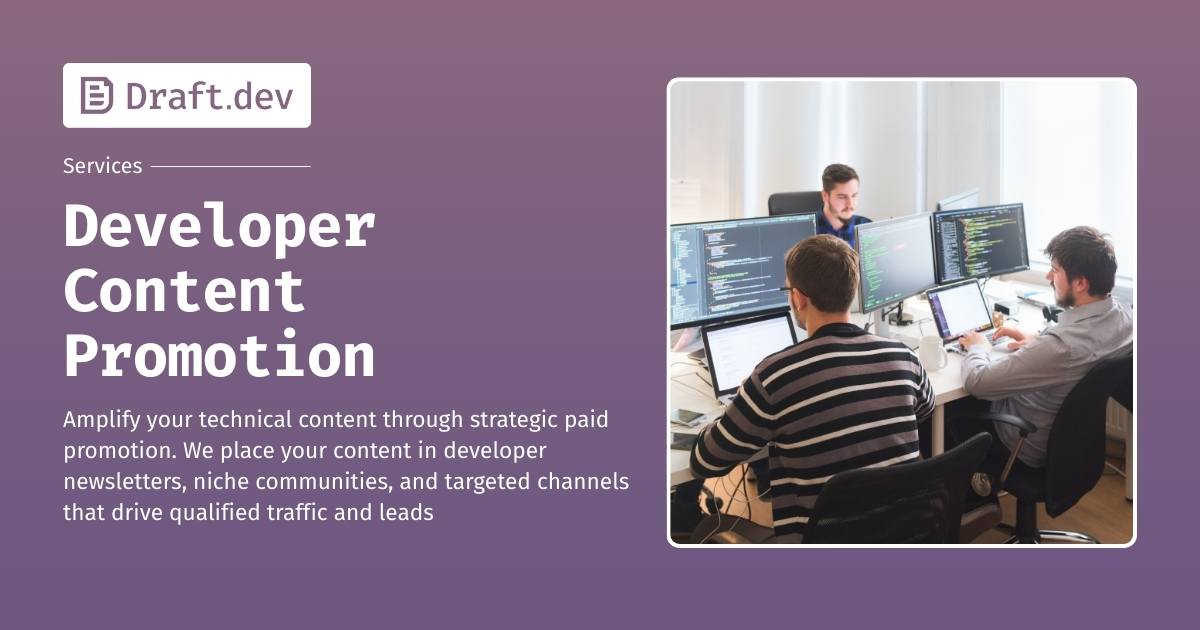 Draft.dev
Services
Developer
Content
Promotion
Amplify your technical content through strategic paid
promotion. We place your content in developer
newsletters, niche communities, and targeted channels
that drive qualified traffic and leads